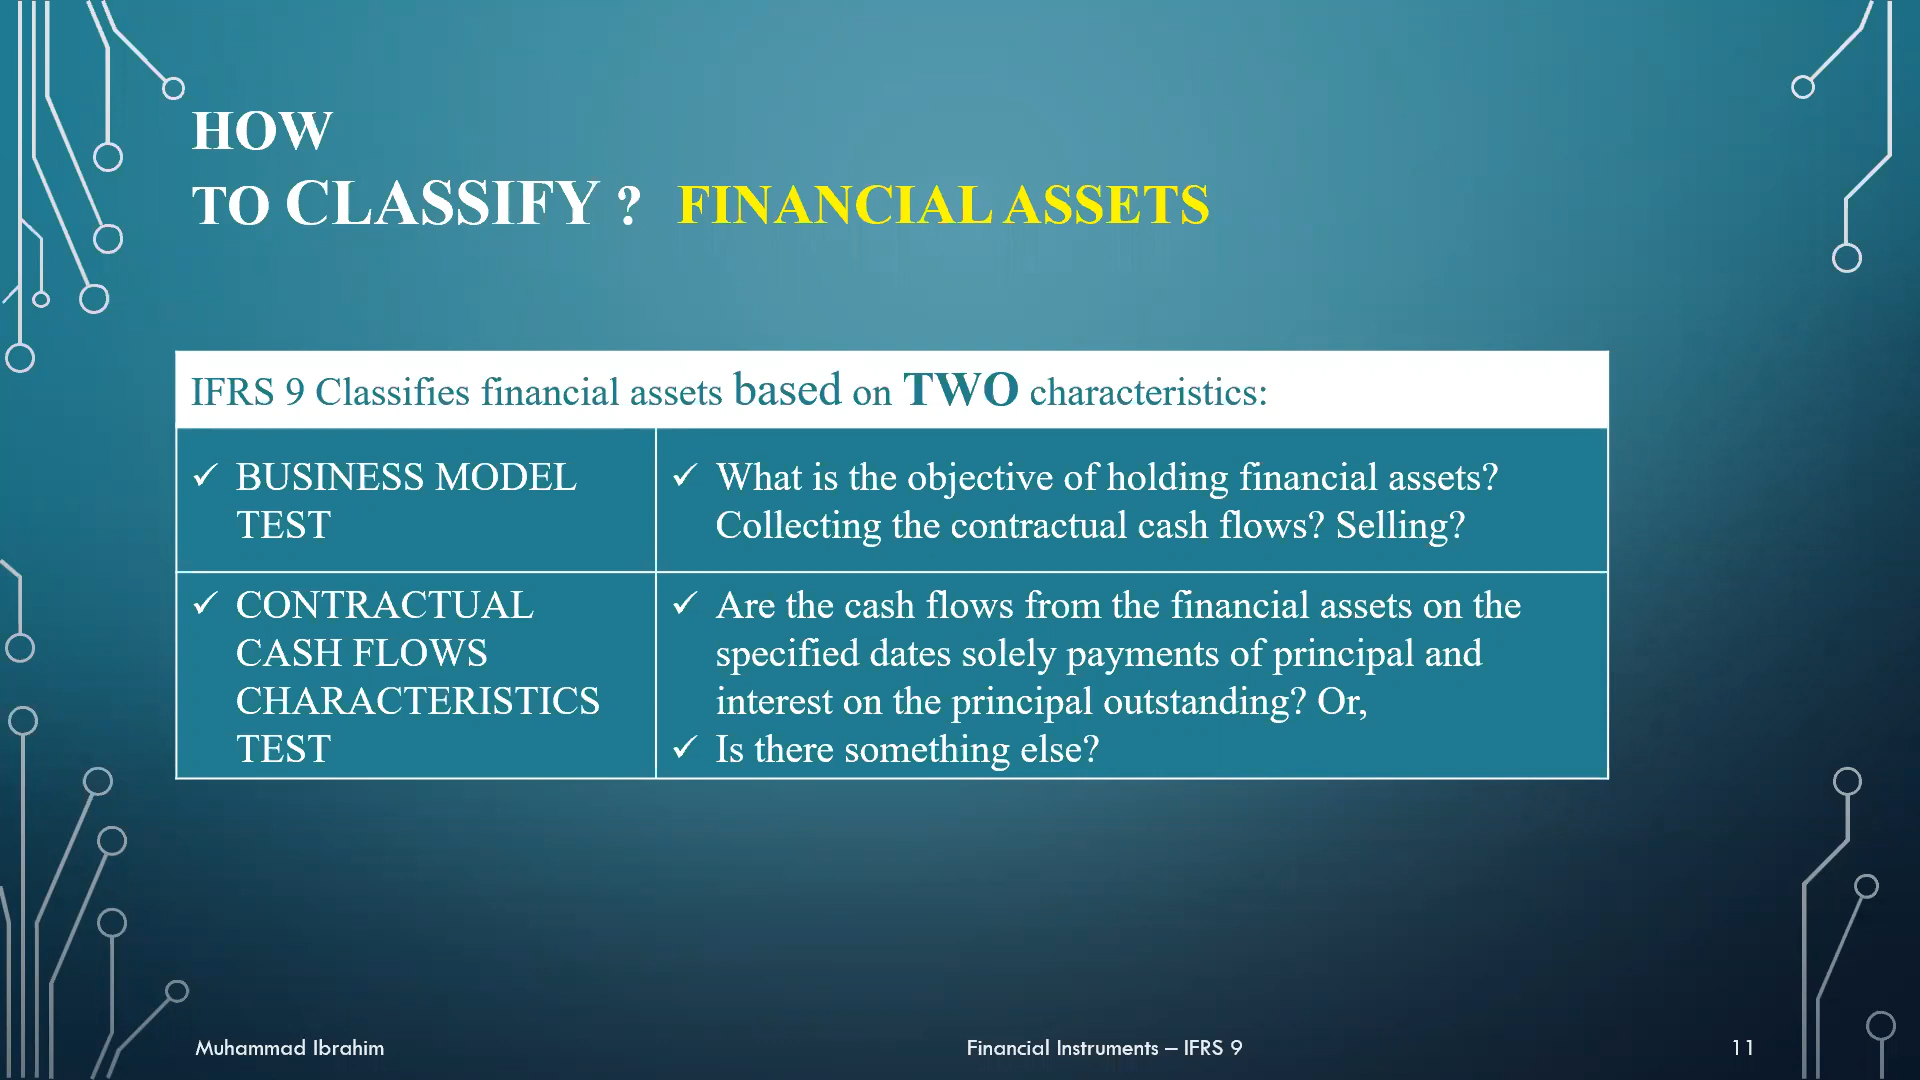 HOW
TO CLASSIFY ? FINANCIAL ASSETS
IFRS 9 Classifies financial assets based on TWO characteristics:
✓ BUSINESS MODEL
TEST
✓ What is the objective of holding financial assets?
Collecting the contractual cash flows? Selling?
✓ CONTRACTUAL
CASH FLOWS
CHARACTERISTICS
TEST
✓ Are the cash flows from the financial assets on the
specified dates solely payments of principal and
interest on the principal outstanding? Or,
✓ Is there something else?
Muhammad Ibrahim
Financial Instruments – IFRS 9
11